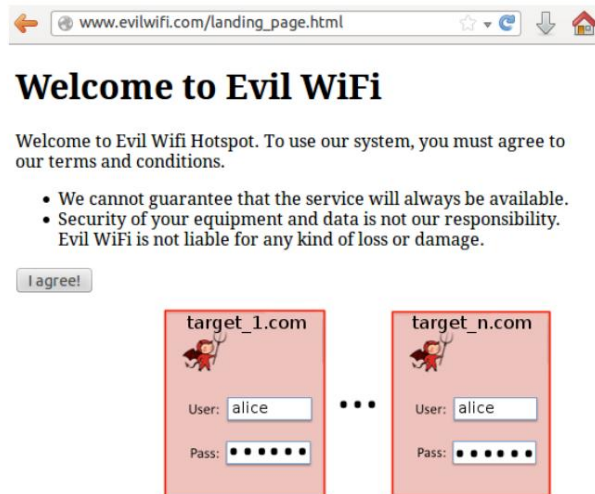 www.evilwifi.com/landing_page.html
Welcome to Evil WiFi
Welcome to Evil Wifi Hotspot. To use our system, you must agree to
our terms and conditions.
• We cannot guarantee that the service will always be available.
• Security of your equipment and data is not our responsibility.
Evil WiFi is not liable for any kind of loss or damage.
I agree!
target_1.com
User: alice
Pass: ••••••
...
target_n.com
User: alice
Pass: ••••••